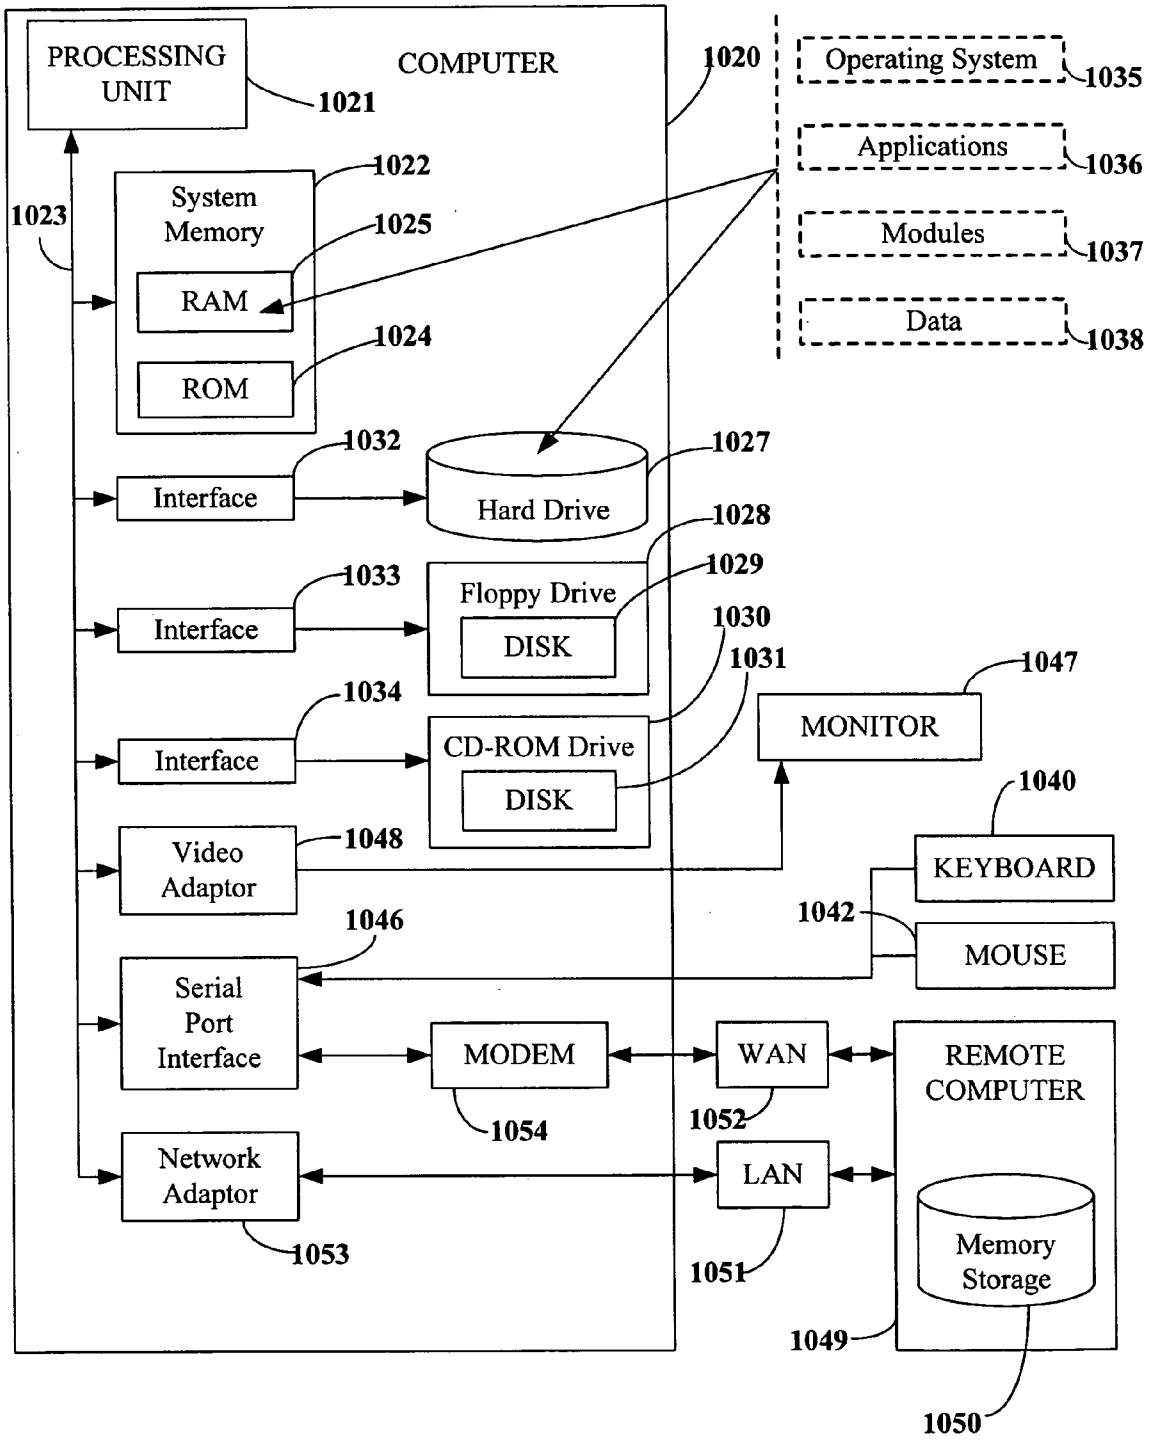 PROCESSING
UNIT
1021
COMPUTER
1020
Operating System
1035
Applications
1036
Modules
1037
Data
1038
1022
System
Memory
1023
1025
RAM
1024
ROM
1032
Interface
1027
Hard Drive
1028
1033
Interface
Floppy Drive
1029
DISK
1030
1031
1034
Interface
CD-ROM Drive
DISK
1047
MONITOR
1048
Video
Adaptor
1040
KEYBOARD
1042
MOUSE
1046
Serial
Port
Interface
MODEM
1054
WAN
1052
REMOTE
COMPUTER
Network
Adaptor
1053
LAN
1051
Memory
Storage
1049
1050